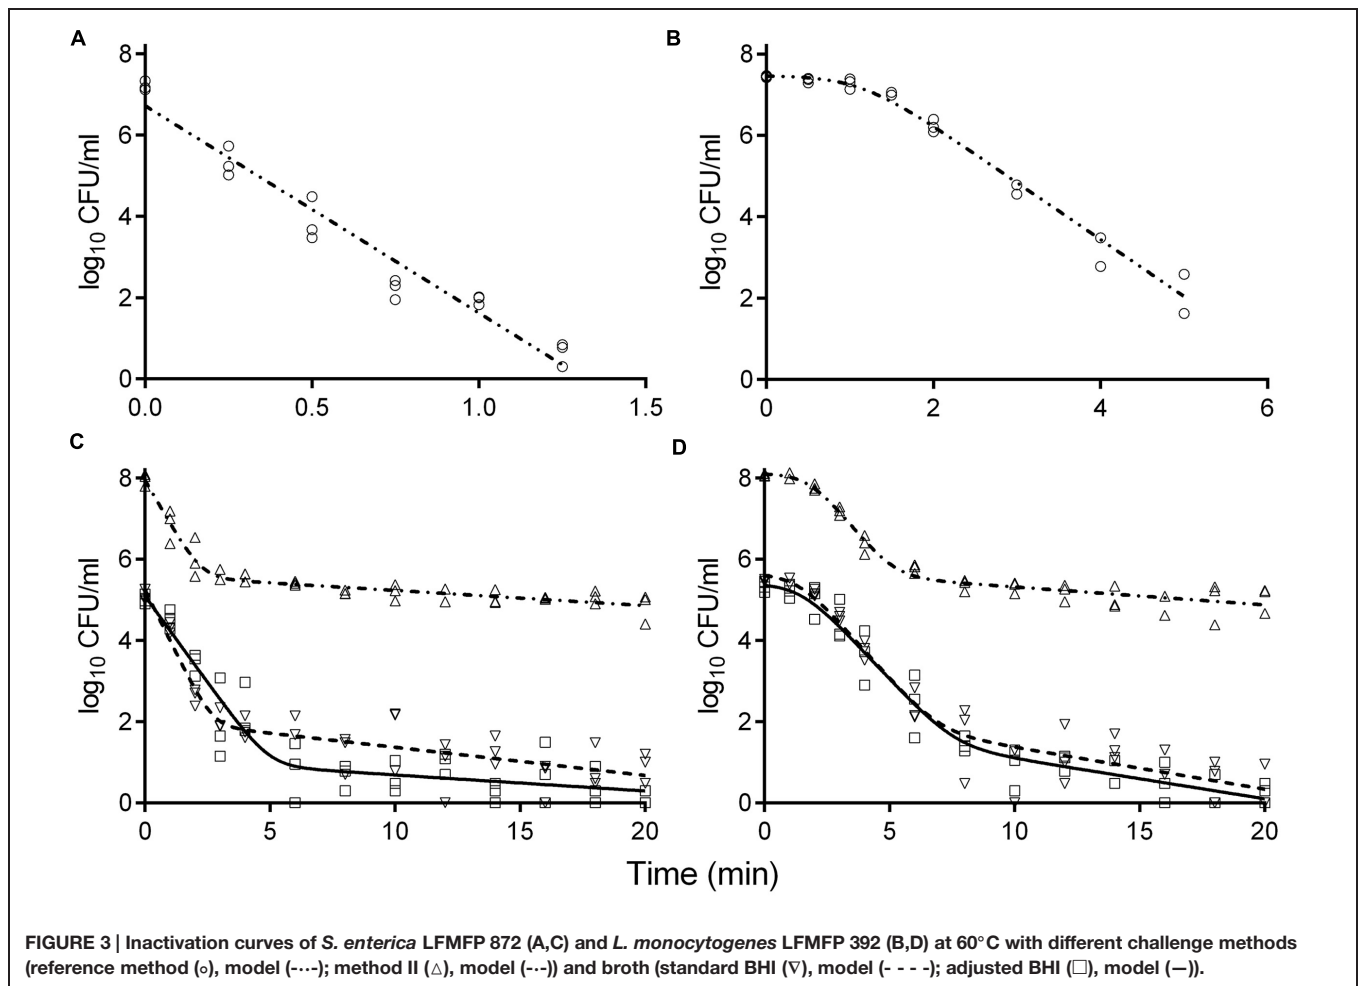 A
B
8
6
4
2
0
log10 CFU/ml
0.0 0.5 1.0 1.5
8
6
4
2
0
log10 CFU/ml
0 2 4 6
C
D
8
6
4
2
0
log10 CFU/ml
0 5 10 15 20
8
6
4
2
0
log10 CFU/ml
0 5 10 15 20
Time (min)
FIGURE 3 | Inactivation curves of S. enterica LFMFP 872 (A,C) and L. monocytogenes LFMFP 392 (B,D) at 60°C with different challenge methods
(reference method (○), model (-··-); method II (△), model (-·-)) and broth (standard BHI (∇), model (- - - -); adjusted BHI (□), model (—)).